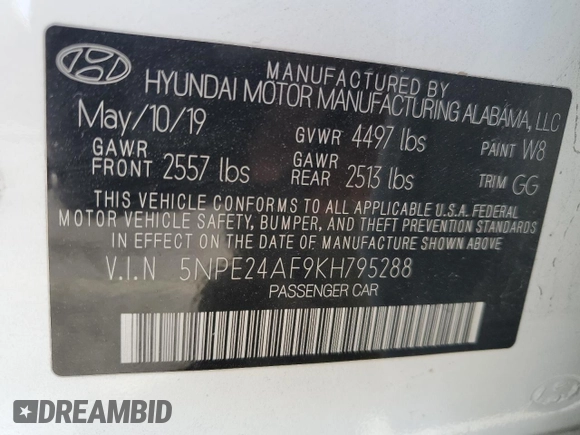 MANUFACTURED BY
HYUNDAI MOTOR MANUFACTURING ALABAMA, LLC
May/10/19 GVWR 4497 lbs PAINT W8
GAWR FRONT 2557 lbs GAWR REAR 2513 lbs TRIM GG
THIS VEHICLE CONFORMS TO ALL APPLICABLE U.S.A. FEDERAL
MOTOR VEHICLE SAFETY, BUMPER, AND THEFT PREVENTION STANDARDS
IN EFFECT ON THE DATE OF MANUFACTURE SHOWN ABOVE
V.I.N 5NPE24AF9KH795288
PASSENGER CAR
DREAMBID